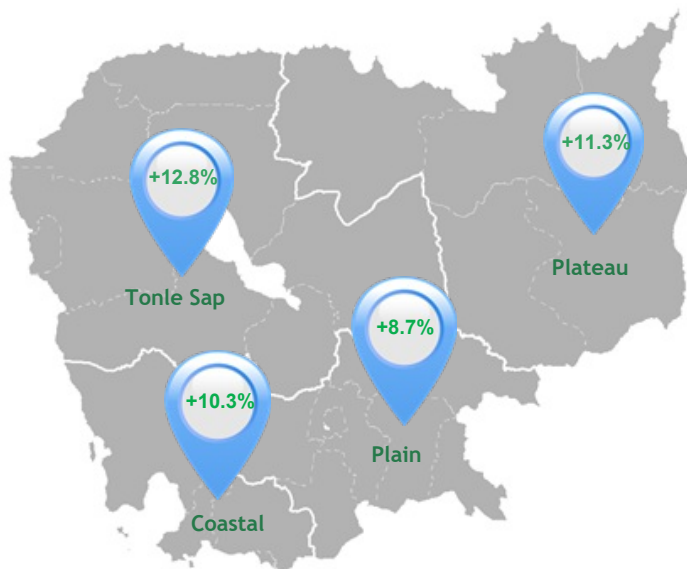 +11.3%
Plateau
+12.8%
Tonle Sap
+8.7%
Plain
+10.3%
Coastal